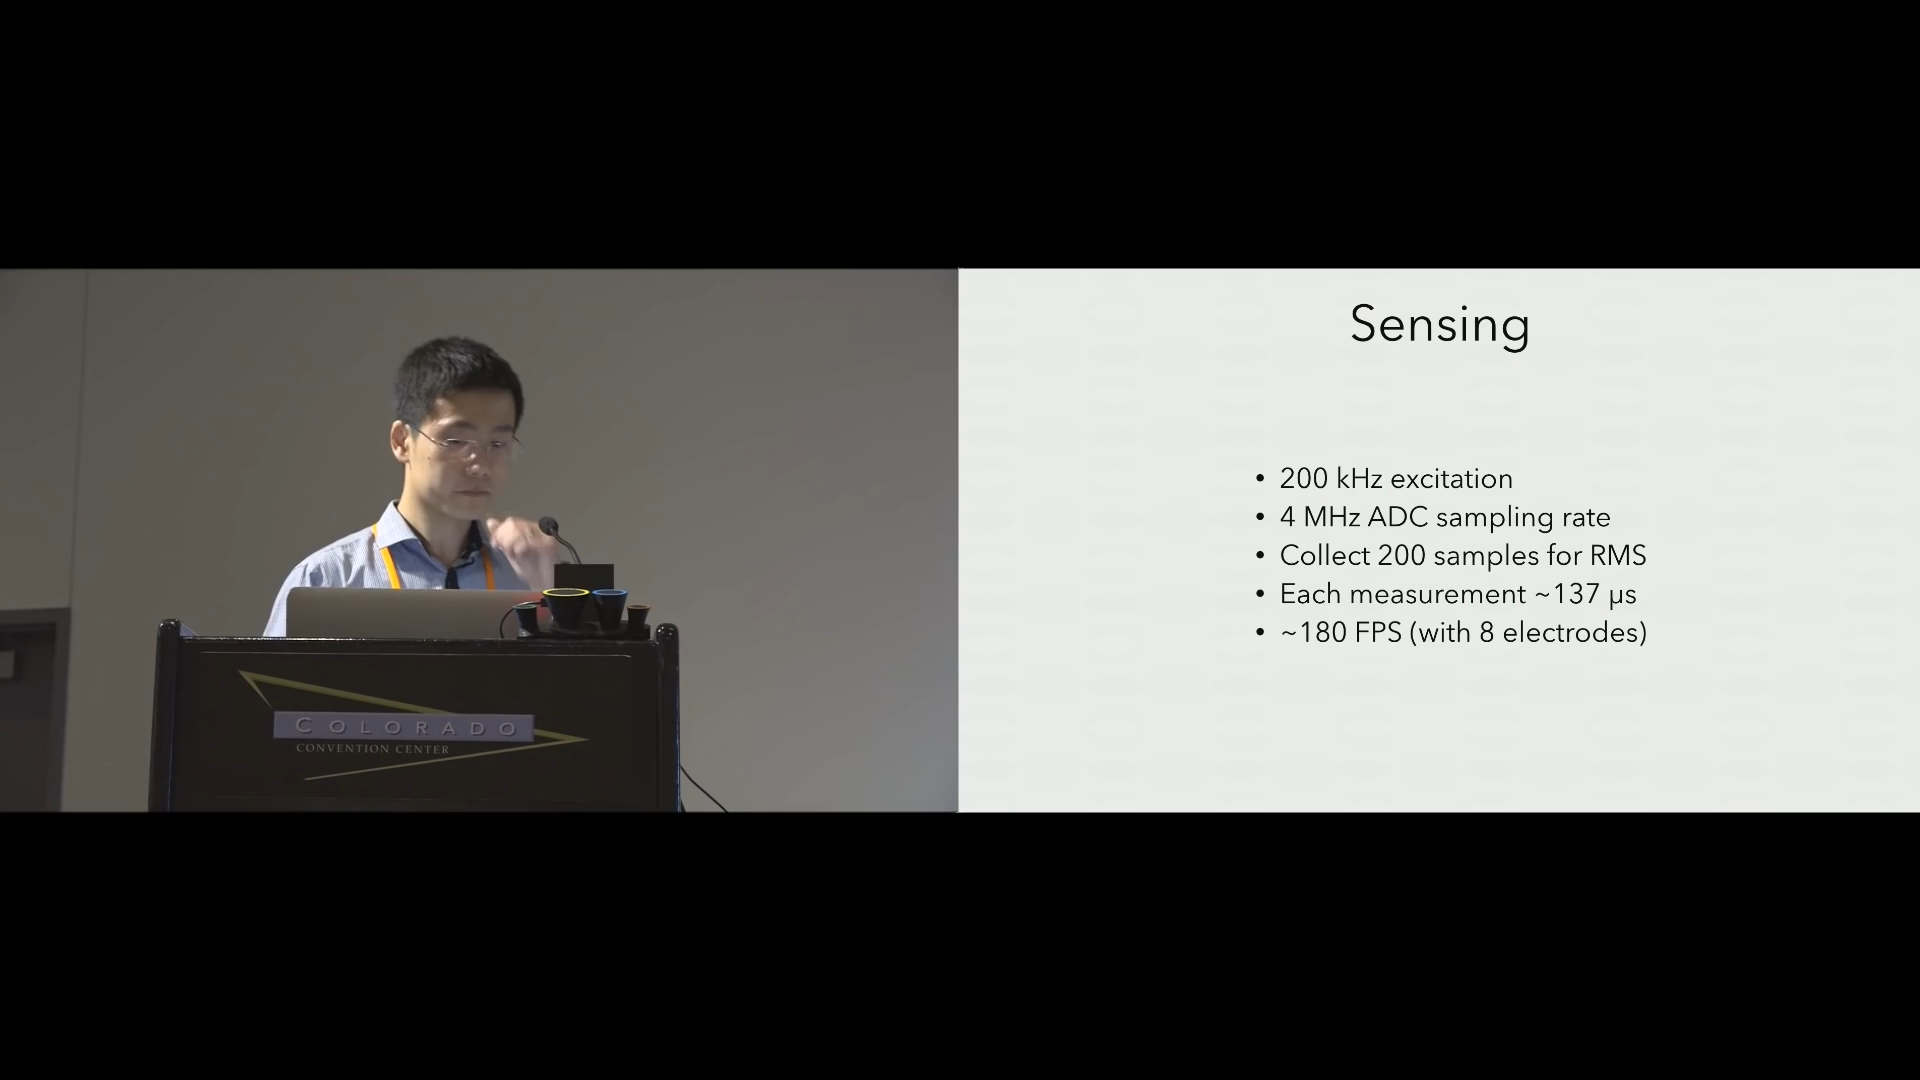 COLORADO
CONVENTION CENTER
Sensing
• 200 kHz excitation
• 4 MHz ADC sampling rate
• Collect 200 samples for RMS
• Each measurement ~137 µs
• ~180 FPS (with 8 electrodes)